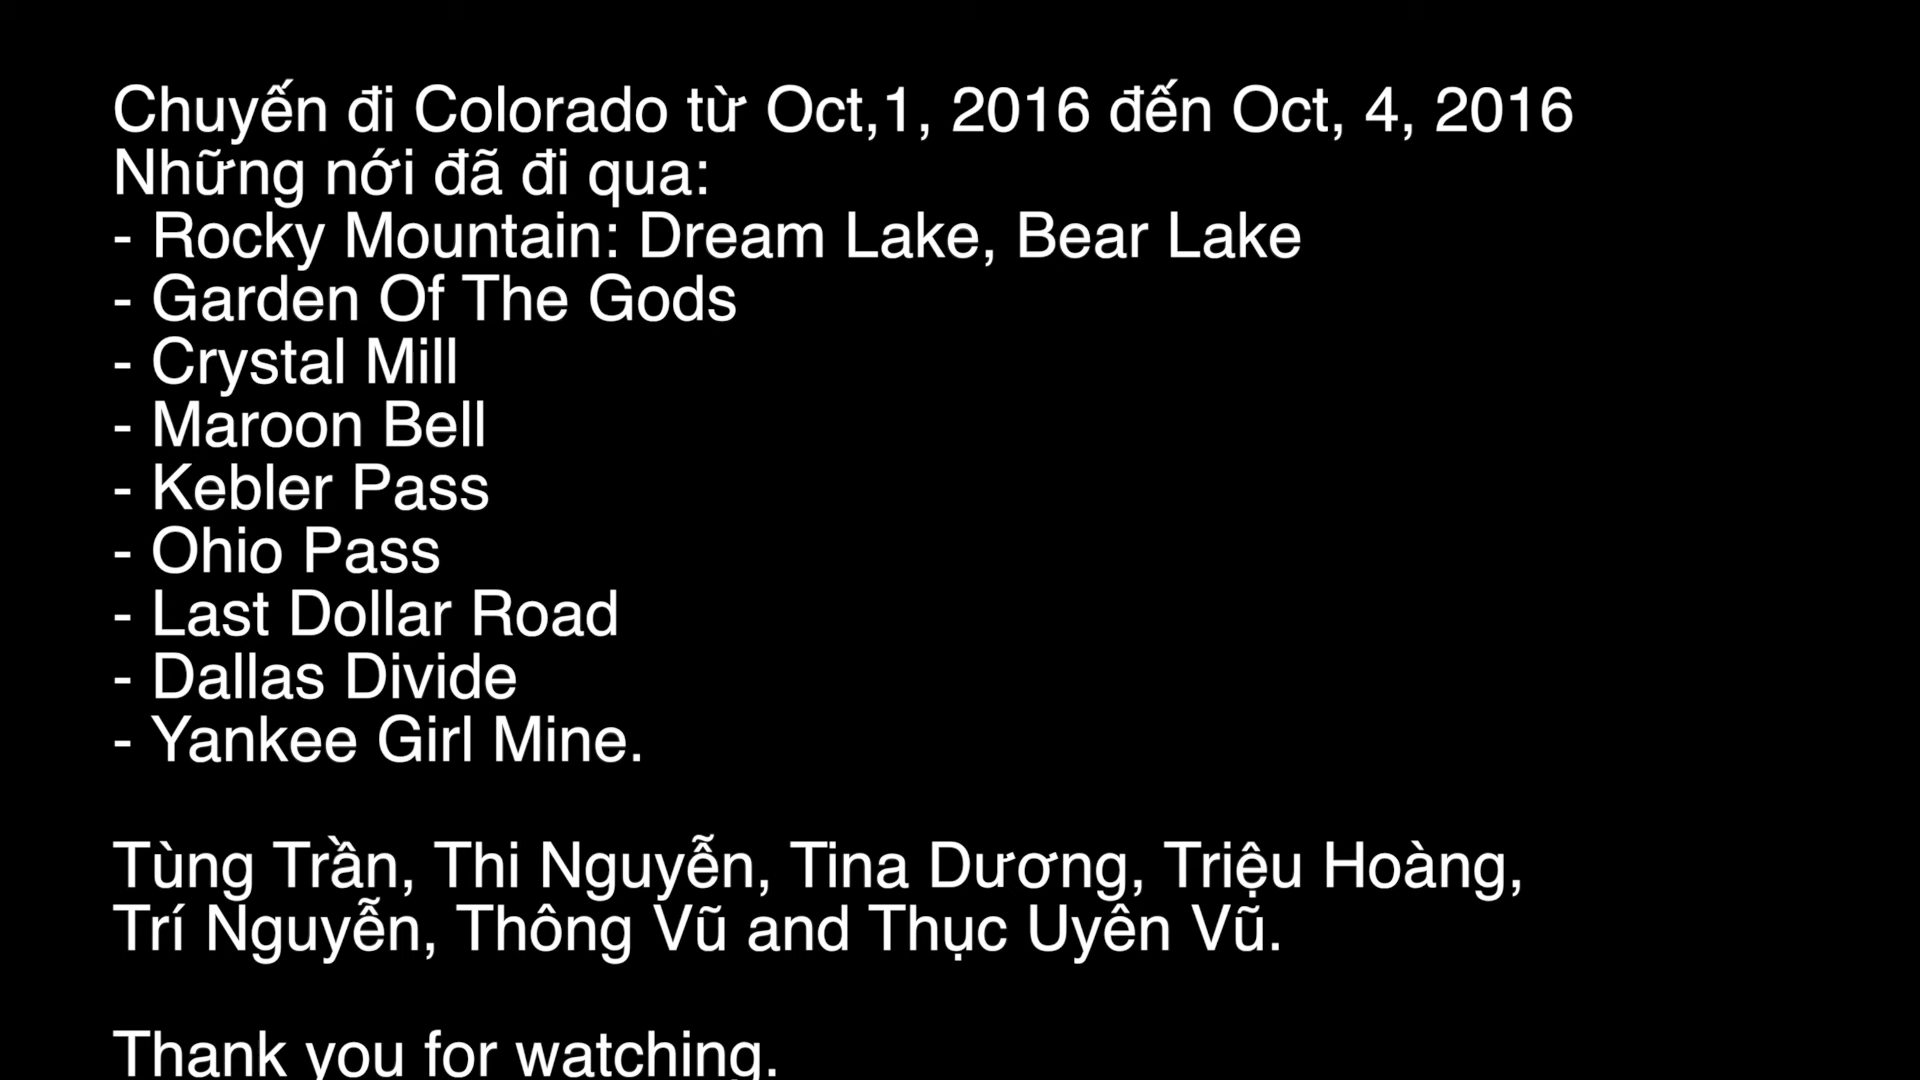 Chuyến đi Colorado từ Oct,1, 2016 đến Oct, 4, 2016
Những nới đã đi qua:
- Rocky Mountain: Dream Lake, Bear Lake
- Garden Of The Gods
- Crystal Mill
- Maroon Bell
- Kebler Pass
- Ohio Pass
- Last Dollar Road
- Dallas Divide
- Yankee Girl Mine.
Tùng Trần, Thi Nguyễn, Tina Dương, Triệu Hoàng,
Trí Nguyễn, Thông Vũ and Thục Uyên Vũ.
Thank you for watching.